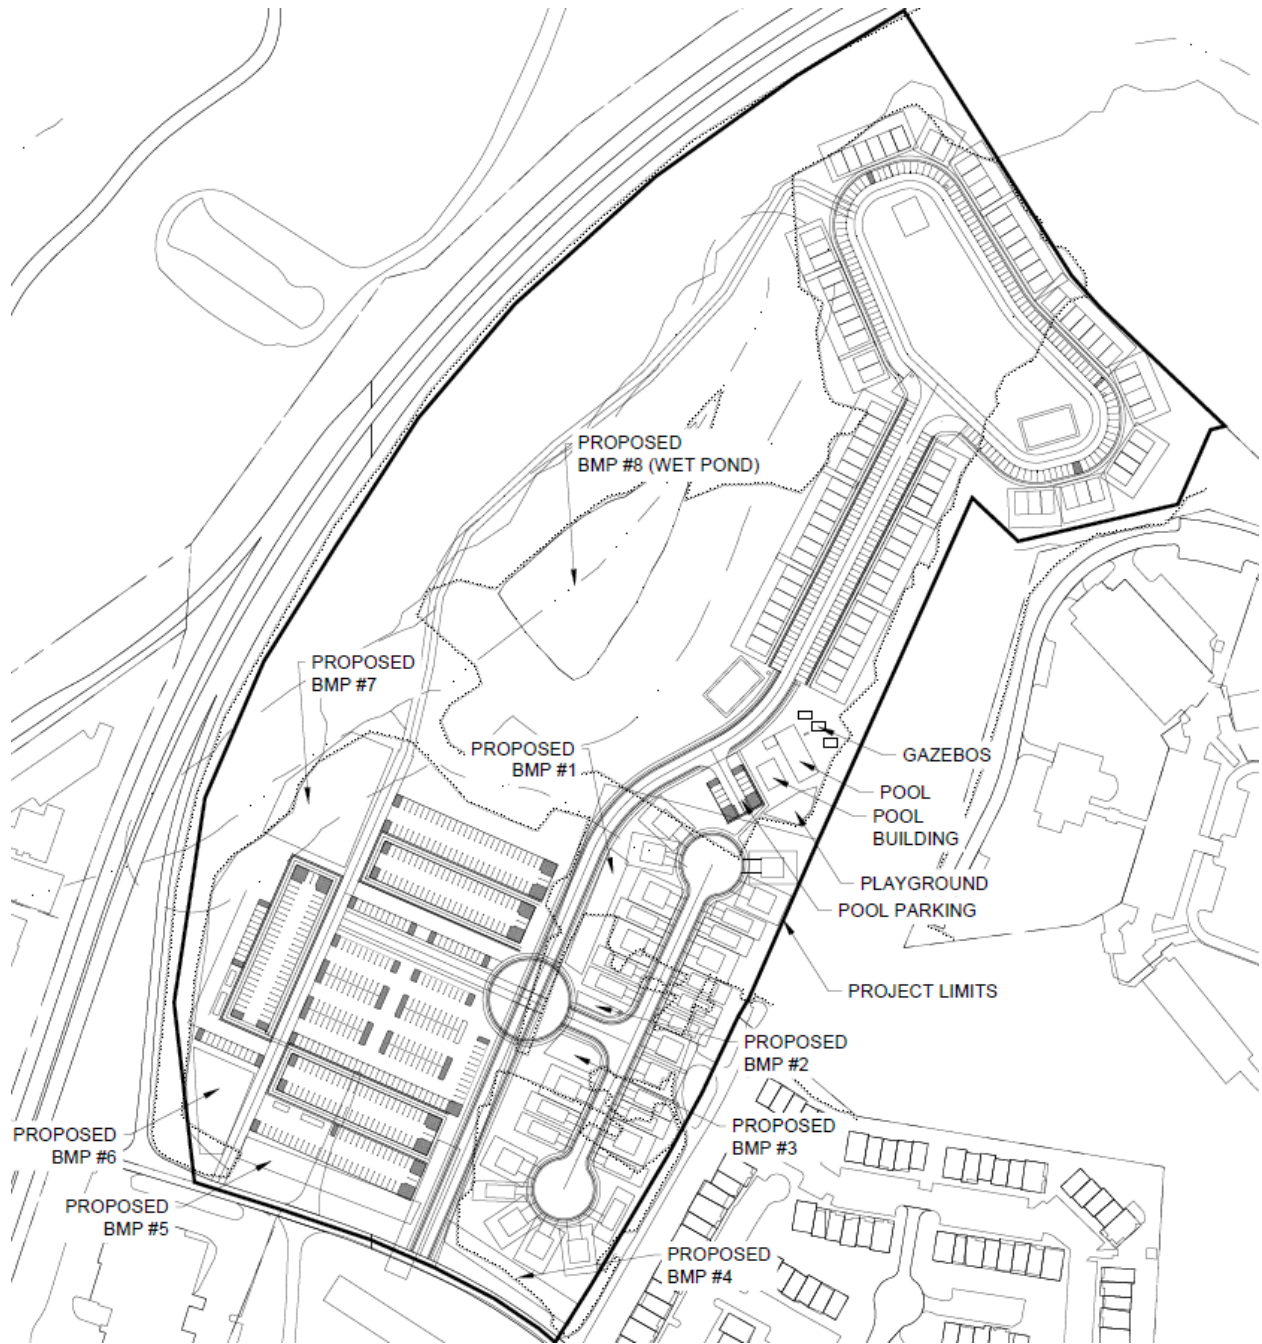 PROPOSED
BMP #8 (WET POND)
PROPOSED
BMP #7
PROPOSED
BMP #1
GAZEBOS
POOL
POOL
BUILDING
PLAYGROUND
POOL PARKING
PROJECT LIMITS
PROPOSED
BMP #2
PROPOSED
BMP #3
PROPOSED
BMP #6
PROPOSED
BMP #5
PROPOSED
BMP #4